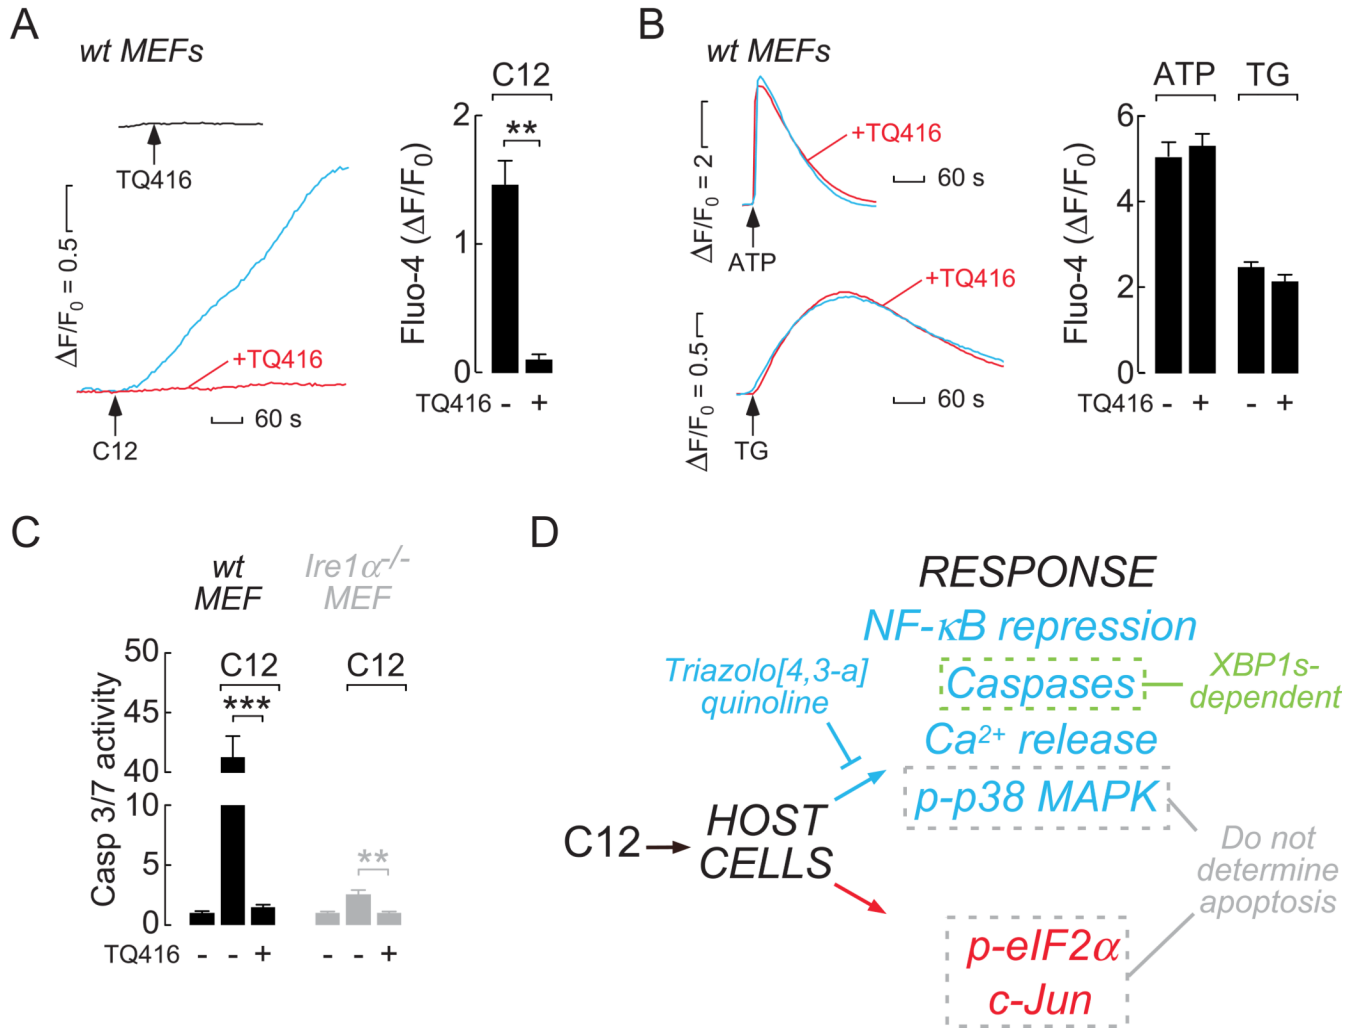 A
wt MEFs
TQ416
ΔF/F0 = 0.5
+TQ416
60 s
C12
C12
**
Fluo-4 (ΔF/F0)
2
1
0
TQ416 - +
B
wt MEFs
ΔF/F0 = 2
+TQ416
60 s
ATP
ΔF/F0 = 0.5
+TQ416
60 s
TG
ATP TG
Fluo-4 (ΔF/F0)
6
4
2
0
TQ416 - + - +
C
wt
MEF
Ire1α-/-
MEF
C12 C12
***
**
Casp 3/7 activity
50
45
40
10
5
0
TQ416 - - + - - +
D
RESPONSE
NF-κB repression
Triazolo[4,3-a]
quinoline
Caspases
XBP1s-
dependent
Ca2+ release
p-p38 MAPK
C12
HOST
CELLS
Do not
determine
apoptosis
p-eIF2α
c-Jun